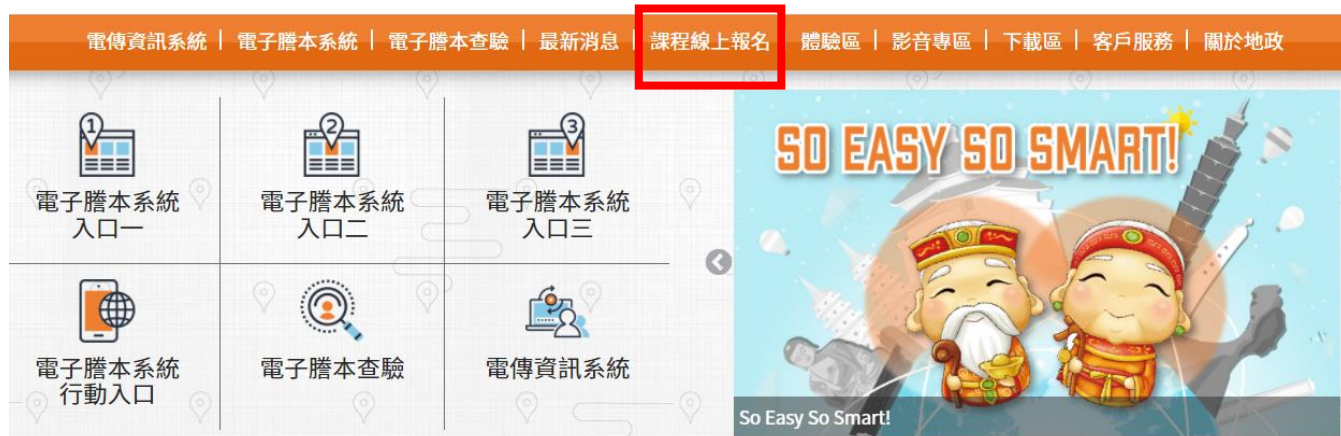 電傳資訊系統 | 電子謄本系統 | 電子謄本查驗 | 最新消息 | 課程線上報名 | 體驗區 | 影音專區 | 下載區 | 客戶服務 | 關於地政
1
2
3
電子謄本系統
入口一
電子謄本系統
入口二
電子謄本系統
入口三
電子謄本系統
行動入口
電子謄本查驗
電傳資訊系統
SO EASY SO SMART!
So Easy So Smart!